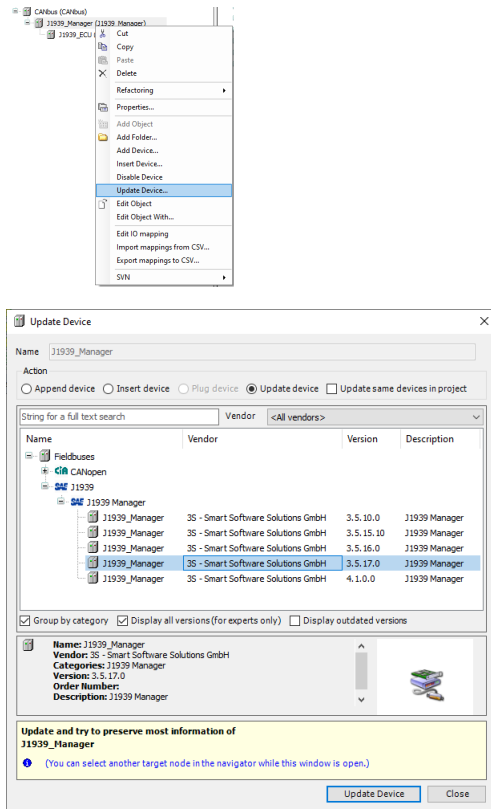 CANbus (CANbus)
J1939_Manager (J1939_Manager)
J1939_ECU (
Cut
Copy
Paste
Delete
Refactoring
Properties...
Add Object
Add Folder...
Add Device...
Insert Device...
Disable Device
Update Device...
Edit Object
Edit Object With...
Edit IO mapping
Import mappings from CSV...
Export mappings to CSV...
SVN
Update Device
Name J1939_Manager
Action
Append device Insert device Plug device Update device Update same devices in project
String for a full text search Vendor <All vendors>
Name Vendor Version Description
Fieldbuses
CiA CANopen
SAE J1939
SAE J1939 Manager
J1939_Manager 3S - Smart Software Solutions GmbH 3.5.10.0 J1939 Manager
J1939_Manager 3S - Smart Software Solutions GmbH 3.5.15.10 J1939 Manager
J1939_Manager 3S - Smart Software Solutions GmbH 3.5.16.0 J1939 Manager
J1939_Manager 3S - Smart Software Solutions GmbH 3.5.17.0 J1939 Manager
J1939_Manager 3S - Smart Software Solutions GmbH 4.1.0.0 J1939 Manager
Group by category Display all versions (for experts only) Display outdated versions
Name: J1939_Manager
Vendor: 3S - Smart Software Solutions GmbH
Categories: J1939 Manager
Version: 3.5.17.0
Order Number:
Description: J1939 Manager
Update and try to preserve most information of
J1939_Manager
(You can select another target node in the navigator while this window is open.)
Update Device Close